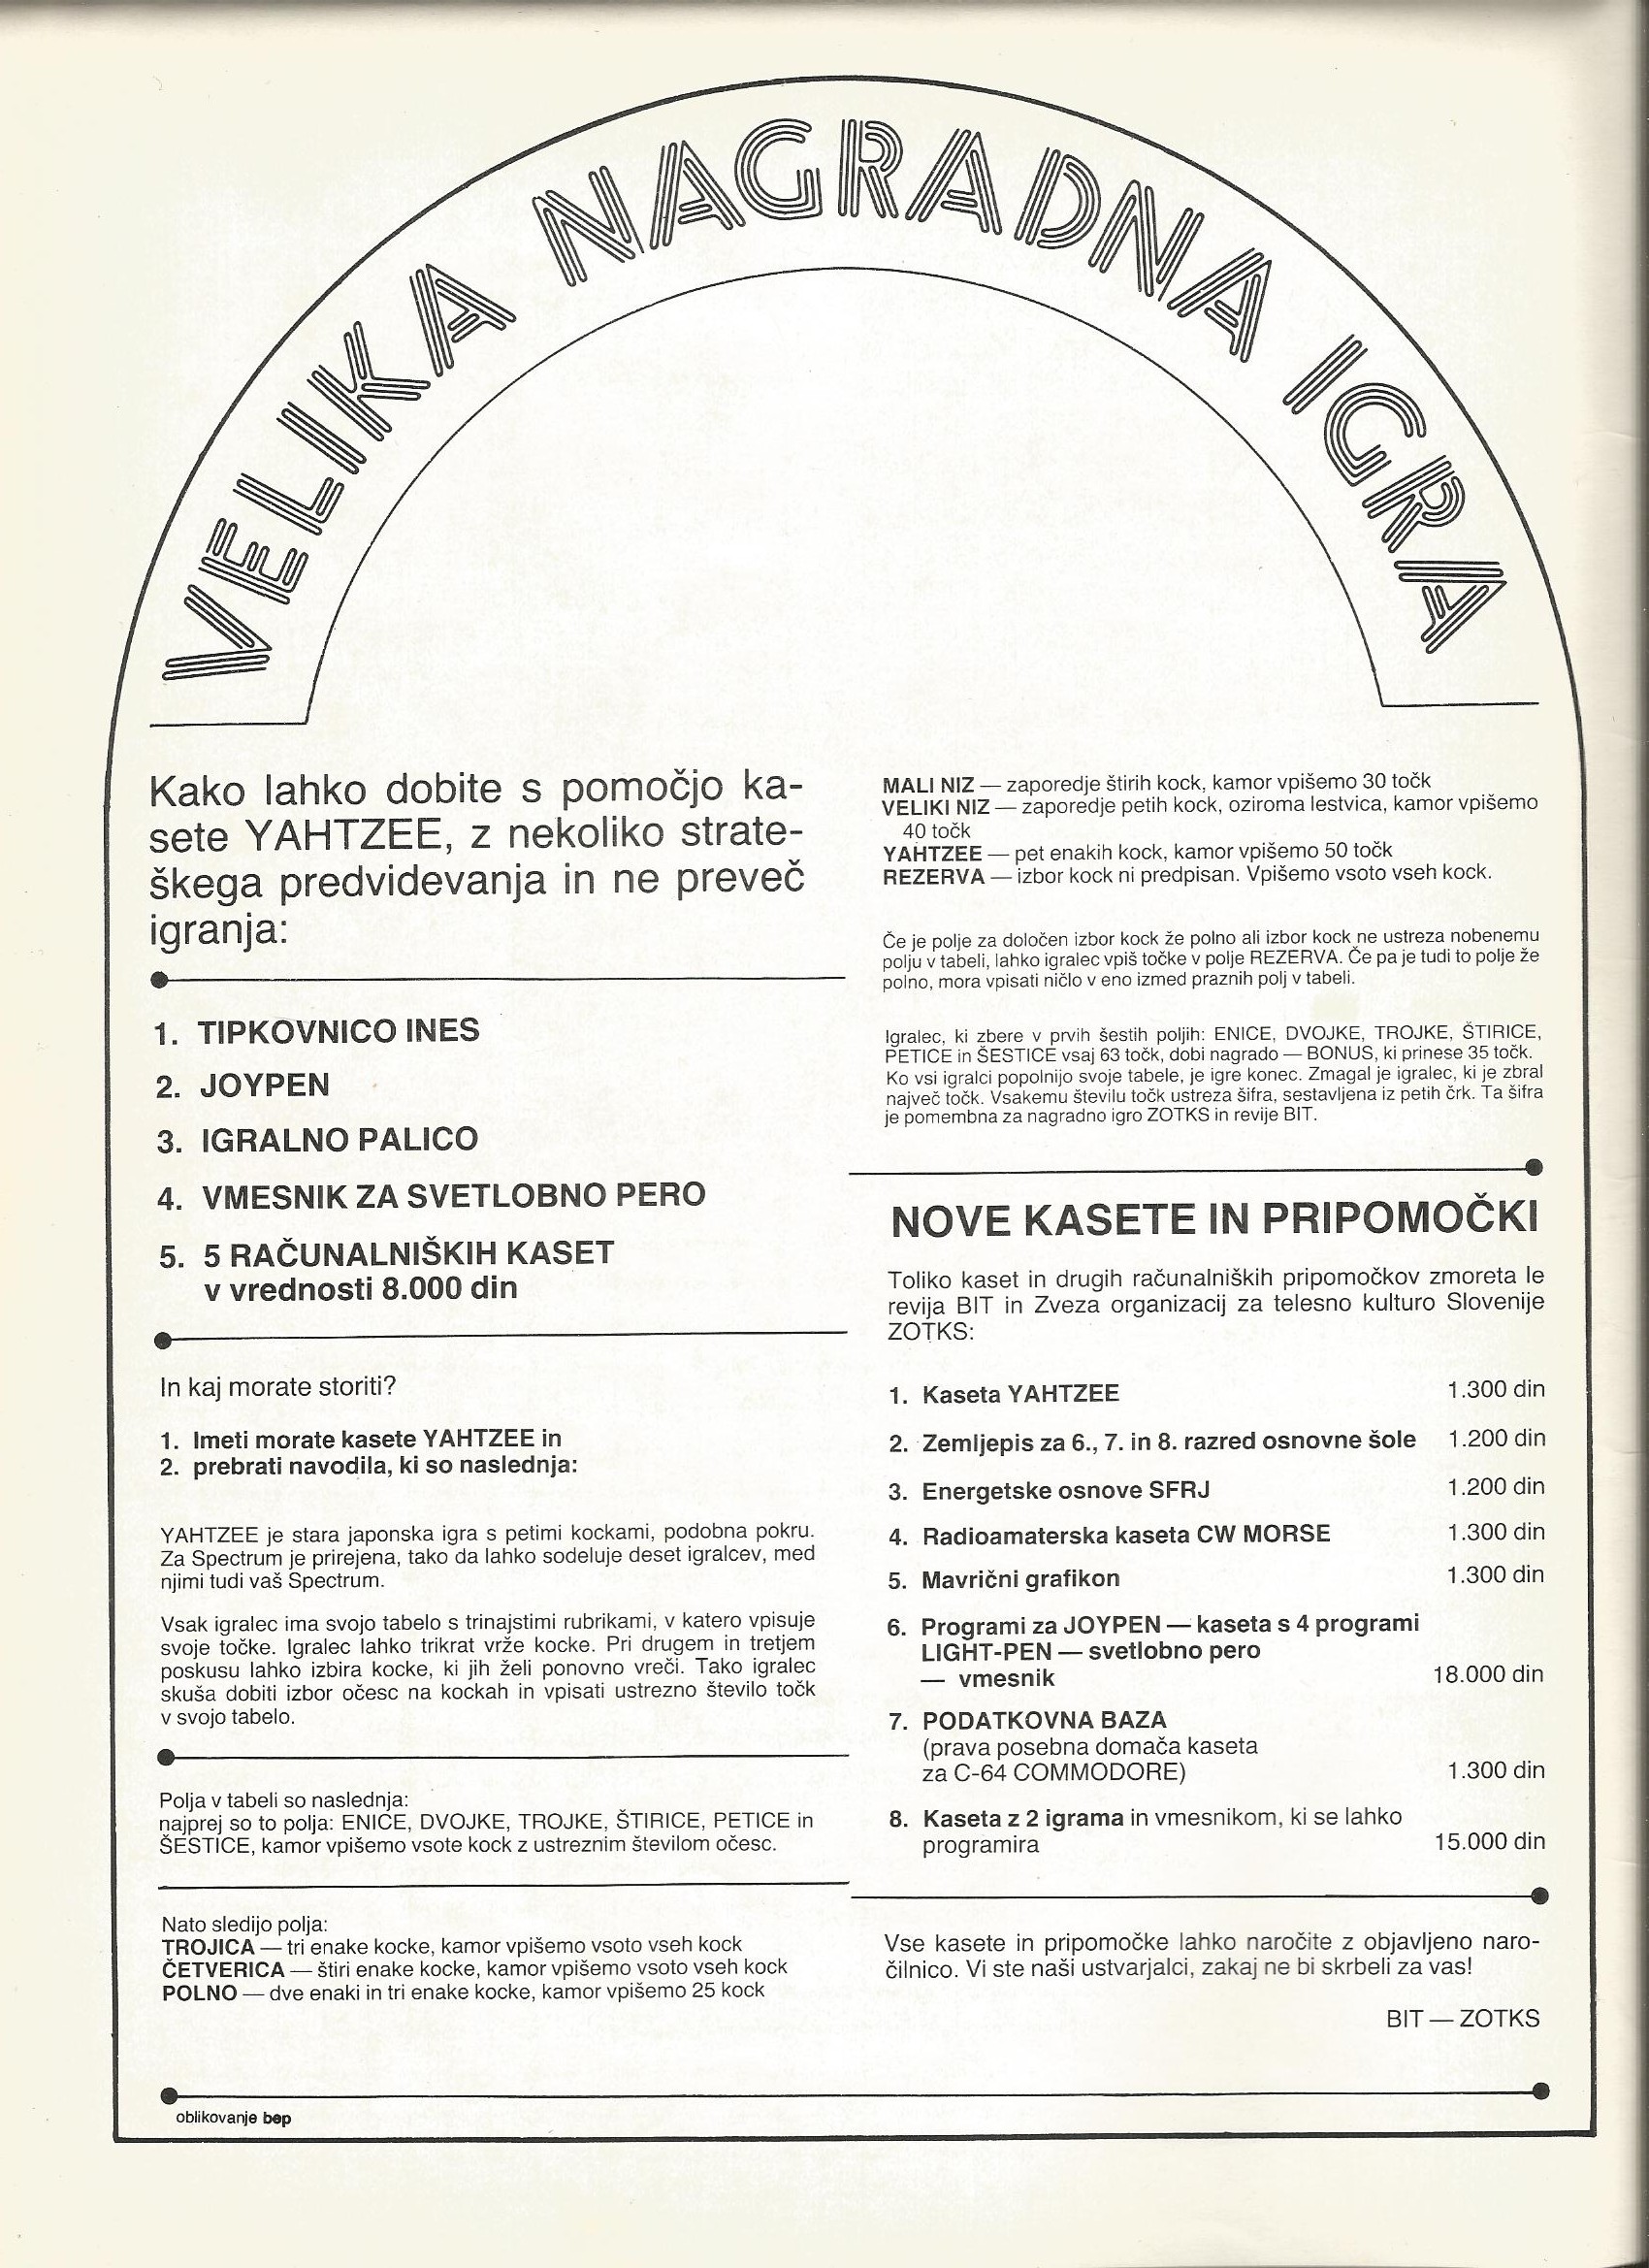 VELIKA NAGRADNA IGRA
Kako lahko dobite s pomočjo ka-
sete YAHTZEE, z nekoliko strate-
škega predvidevanja in ne preveč
igranja:
1. TIPKOVNICO INES
2. JOYPEN
3. IGRALNO PALICO
4. VMESNIK ZA SVETLOBNO PERO
5. 5 RAČUNALNIŠKIH KASET
v vrednosti 8.000 din
In kaj morate storiti?
1. Imeti morate kasete YAHTZEE in
2. prebrati navodila, ki so naslednja:
YAHTZEE je stara japonska igra s petimi kockami, podobna pokru.
Za Spectrum je prirejena, tako da lahko sodeluje deset igralcev, med
njimi tudi vaš Spectrum.
Vsak igralec ima svojo tabelo s trinajstimi rubrikami, v katero vpisuje
svoje točke. Igralec lahko trikrat vrže kocke. Pri drugem in tretjem
poskusu lahko izbira kocke, ki jih želi ponovno vreči. Tako igralec
skuša dobiti izbor očesc na kockah in vpisati ustrezno število točk
v svojo tabelo.
Polja v tabeli so naslednja:
najprej so to polja: ENICE, DVOJKE, TROJKE, ŠTIRICE, PETICE in
ŠESTICE, kamor vpišemo vsote kock z ustreznim številom očesc.
Nato sledijo polja:
TROJICA — tri enake kocke, kamor vpišemo vsoto vseh kock
ČETVERICA — štiri enake kocke, kamor vpišemo vsoto vseh kock
POLNO — dve enaki in tri enake kocke, kamor vpišemo 25 kock
MALI NIZ — zaporedje štirih kock, kamor vpišemo 30 točk
VELIKI NIZ — zaporedje petih kock, oziroma lestvica, kamor vpišemo
40 točk
YAHTZEE — pet enakih kock, kamor vpišemo 50 točk
REZERVA — izbor kock ni predpisan. Vpišemo vsoto vseh kock.
Če je polje za določen izbor kock že polno ali izbor kock ne ustreza nobenemu
polju v tabeli, lahko igralec vpiš točke v polje REZERVA. Če pa je tudi to polje že
polno, mora vpisati ničlo v eno izmed praznih polj v tabeli.
Igralec, ki zbere v prvih šestih poljih: ENICE, DVOJKE, TROJKE, ŠTIRICE,
PETICE in ŠESTICE vsaj 63 točk, dobi nagrado — BONUS, ki prinese 35 točk.
Ko vsi igralci popolnijo svoje tabele, je igre konec. Zmagal je igralec, ki je zbral
največ točk. Vsakemu številu točk ustreza šifra, sestavljena iz petih črk. Ta šifra
je pomembna za nagradno igro ZOTKS in revije BIT.
NOVE KASETE IN PRIPOMOČKI
Toliko kaset in drugih računalniških pripomočkov zmoreta le
revija BIT in Zveza organizacij za telesno kulturo Slovenije
ZOTKS:
1. Kaseta YAHTZEE 1.300 din
2. Zemljepis za 6., 7. in 8. razred osnovne šole 1.200 din
3. Energetske osnove SFRJ 1.200 din
4. Radioamaterska kaseta CW MORSE 1.300 din
5. Mavrični grafikon 1.300 din
6. Programi za JOYPEN — kaseta s 4 programi
LIGHT-PEN — svetlobno pero
— vmesnik 18.000 din
7. PODATKOVNA BAZA
(prava posebna domača kaseta
za C-64 COMMODORE) 1.300 din
8. Kaseta z 2 igrama in vmesnikom, ki se lahko
programira 15.000 din
Vse kasete in pripomočke lahko naročite z objavljeno naro-
čilnico. Vi ste naši ustvarjalci, zakaj ne bi skrbeli za vas!
BIT — ZOTKS
oblikovanje bep